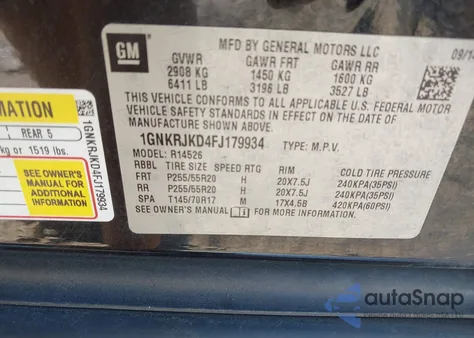 GM
MFD BY GENERAL MOTORS LLC
09/14
GVWR GAWR FRT GAWR RR
2908 KG 1450 KG 1600 KG
6411 LB 3196 LB 3527 LB
THIS VEHICLE CONFORMS TO ALL APPLICABLE U.S. FEDERAL MOTOR
VEHICLE SAFETY STANDARDS IN EFFECT ON THE DATE OF
MANUFACTURE SHOWN ABOVE.
1GNKRJKD4FJ179934 TYPE: M.P.V.
MODEL: R14526
RBBL TIRE SIZE SPEED RTG RIM COLD TIRE PRESSURE
FRT P255/55R20 H 20X7.5J 240KPA(35PSI)
RR P255/55R20 H 20X7.5J 240KPA(35PSI)
SPA T145/70R17 M 17X4.5B 420KPA(60PSI)
SEE OWNER'S MANUAL FOR MORE INFORMATION.
MATION
1 REAR 5
kg or 1519 lbs.
SEE OWNER'S
MANUAL FOR
ADDITIONAL
INFORMATION
1GNKRJKD4FJ179934
autoSnap